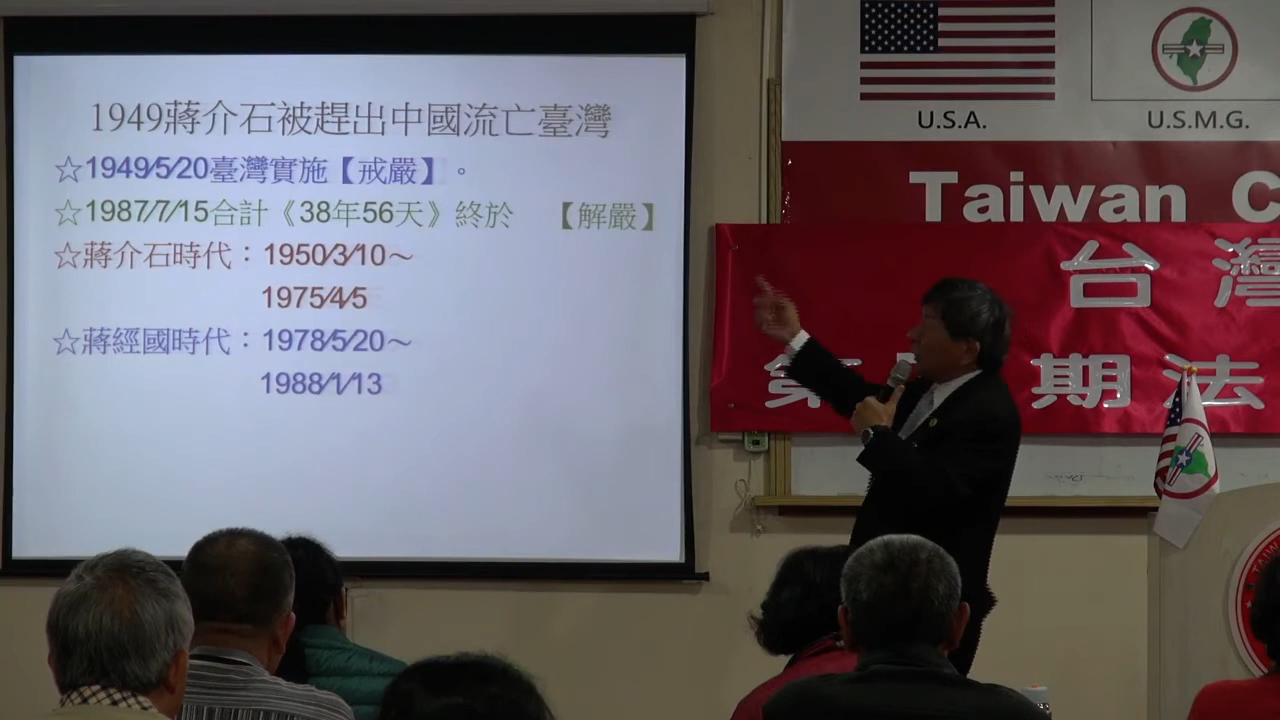 1949蔣介石被趕出中國流亡臺灣
☆1949/5/20臺灣實施【戒嚴】。
☆1987/7/15合計《38年56天》終於 【解嚴】
☆蔣介石時代：1950/3/10～
1975/4/5
☆蔣經國時代：1978/5/20～
1988/1/13
U.S.A.
U.S.M.G.
Taiwan C
台灣
第 期法